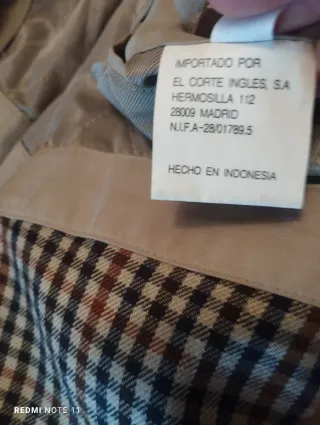 IMPORTADO POR
EL CORTE INGLES, S.A
HERMOSILLA 112
28009 MADRID
N.I.F.A-28/01789.5
HECHO EN INDONESIA
REDMI NOTE 11